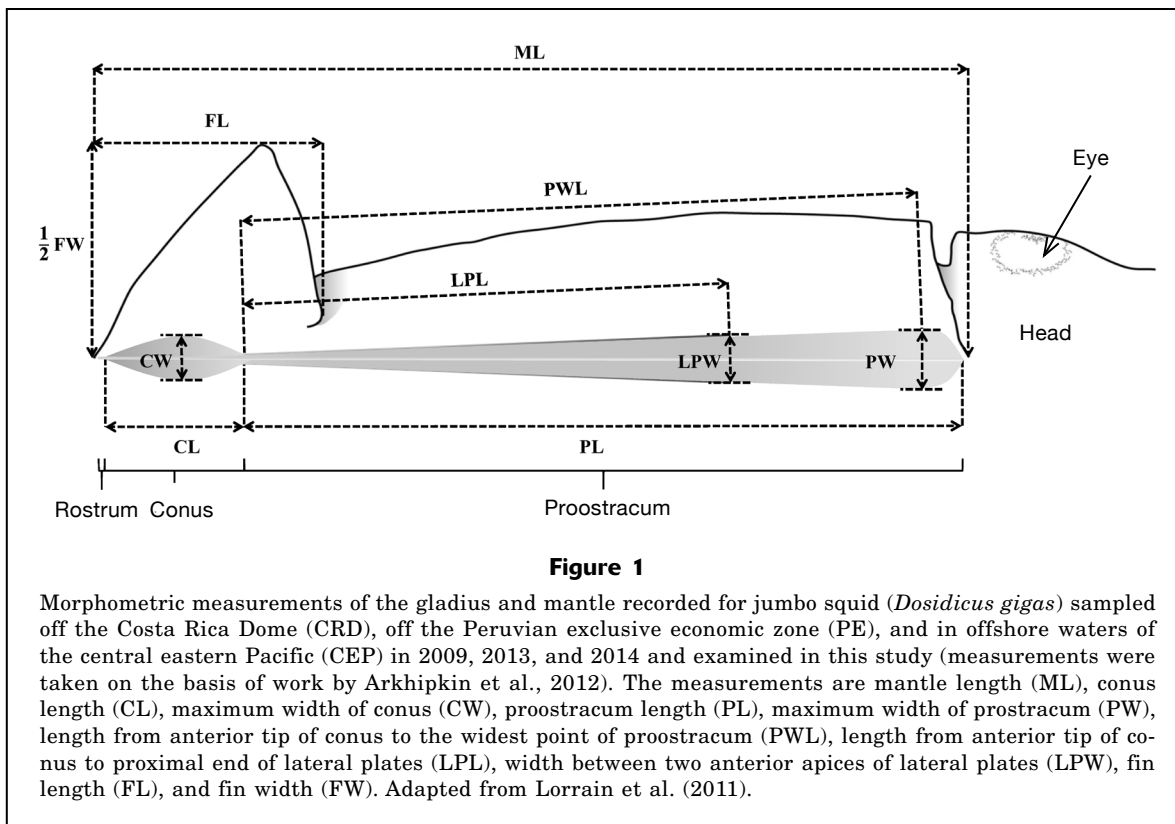 ML
FL
Eye
PWL
1/2 FW
LPL
Head
CW
LPW
PW
CL
PL
Rostrum Conus
Proostracum
Figure 1
Morphometric measurements of the gladius and mantle recorded for jumbo squid (Dosidicus gigas) sampled
off the Costa Rica Dome (CRD), off the Peruvian exclusive economic zone (PE), and in offshore waters of
the central eastern Pacific (CEP) in 2009, 2013, and 2014 and examined in this study (measurements were
taken on the basis of work by Arkhipkin et al., 2012). The measurements are mantle length (ML), conus
length (CL), maximum width of conus (CW), proostracum length (PL), maximum width of prostracum (PW),
length from anterior tip of conus to the widest point of proostracum (PWL), length from anterior tip of co-
nus to proximal end of lateral plates (LPL), width between two anterior apices of lateral plates (LPW), fin
length (FL), and fin width (FW). Adapted from Lorrain et al. (2011).